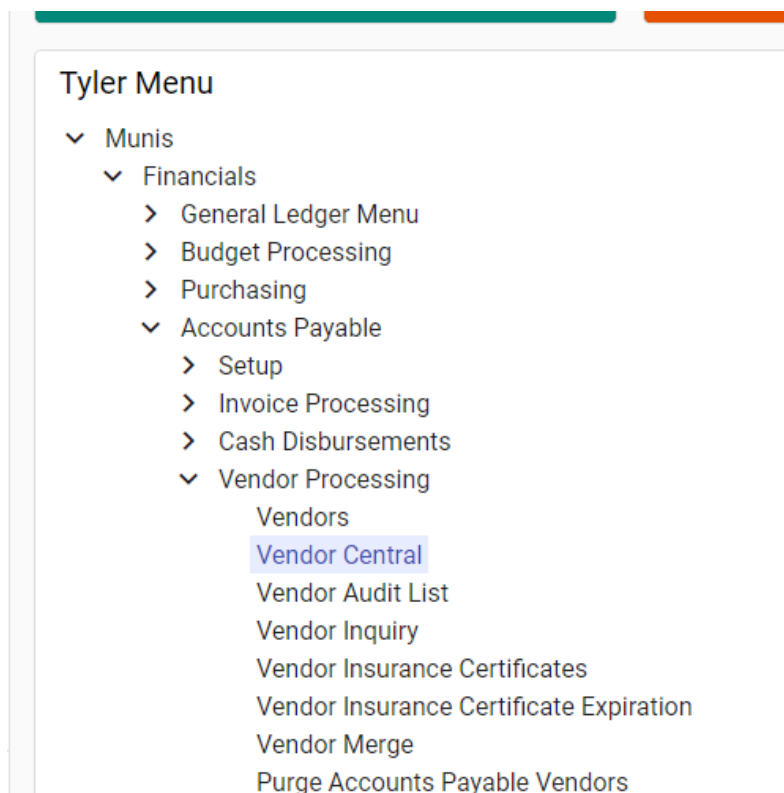 Tyler Menu
Munis
Financials
General Ledger Menu
Budget Processing
Purchasing
Accounts Payable
Setup
Invoice Processing
Cash Disbursements
Vendor Processing
Vendors
Vendor Central
Vendor Audit List
Vendor Inquiry
Vendor Insurance Certificates
Vendor Insurance Certificate Expiration
Vendor Merge
Purge Accounts Payable Vendors